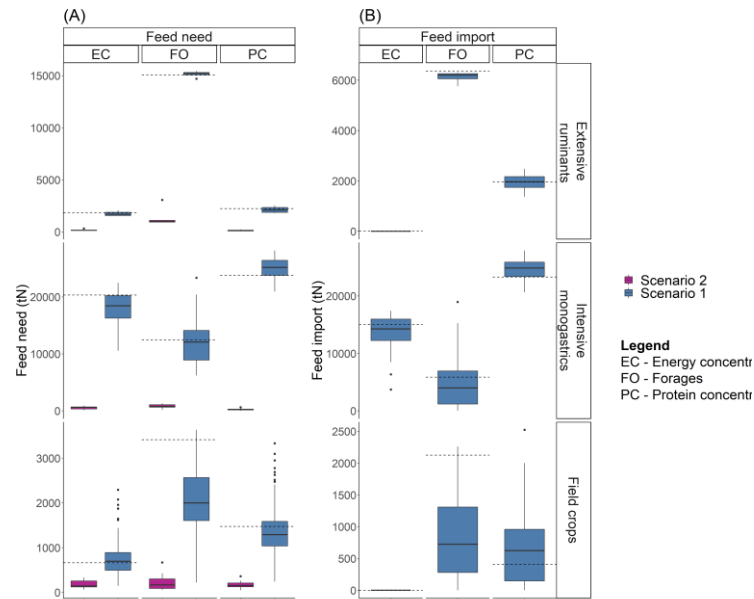 (A)
Feed need
EC FO PC
15000
10000
5000
0
20000
10000
0
3000
2000
1000
0
Feed need (tN)
(B)
Feed import
EC FO PC
6000
4000
2000
0
20000
10000
0
2500
2000
1500
1000
500
0
Feed import (tN)
Extensive
ruminants
Intensive
monogastrics
Field crops
Scenario 2
Scenario 1
Legend
EC - Energy concentr
FO - Forages
PC - Protein concentr